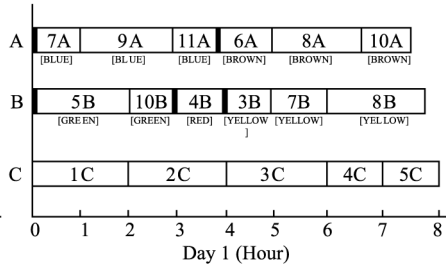 A 7A 9A 11A 6A 8A 10A
[BLUE] [BLUE] [BLUE] [BROWN] [BROWN] [BROWN]
B 5B 10B 4B 3B 7B 8B
[GREEN] [GREEN] [RED] [YELLOW [YELLOW] [YELLOW]
]
C 1C 2C 3C 4C 5C
0 1 2 3 4 5 6 7 8
Day 1 (Hour)